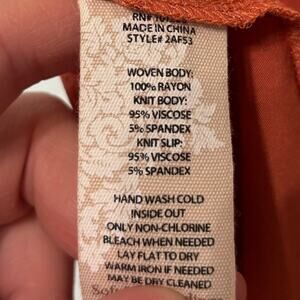 RN#
MADE IN CHINA
STYLE# 2AF53
WOVEN BODY:
100% RAYON
KNIT BODY:
95% VISCOSE
5% SPANDEX
KNIT SLIP:
95% VISCOSE
5% SPANDEX
HAND WASH COLD
INSIDE OUT
ONLY NON-CHLORINE
BLEACH WHEN NEEDED
LAY FLAT TO DRY
WARM IRON IF NEEDED
MAY BE DRY CLEANED